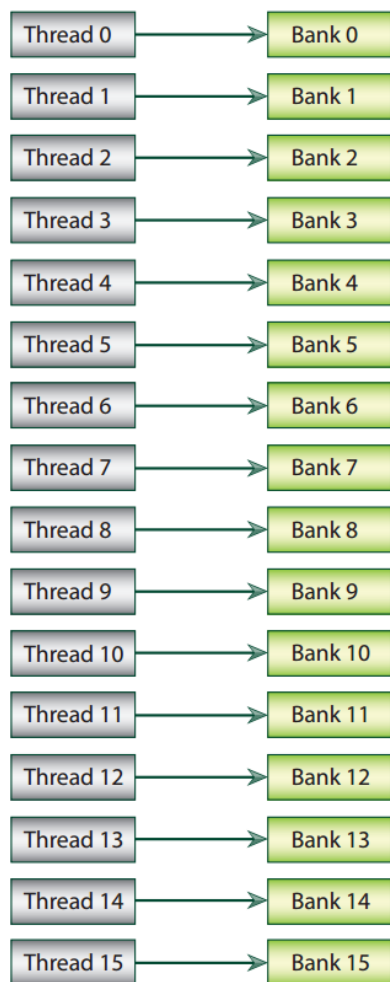 Thread 0 Bank 0
Thread 1 Bank 1
Thread 2 Bank 2
Thread 3 Bank 3
Thread 4 Bank 4
Thread 5 Bank 5
Thread 6 Bank 6
Thread 7 Bank 7
Thread 8 Bank 8
Thread 9 Bank 9
Thread 10 Bank 10
Thread 11 Bank 11
Thread 12 Bank 12
Thread 13 Bank 13
Thread 14 Bank 14
Thread 15 Bank 15